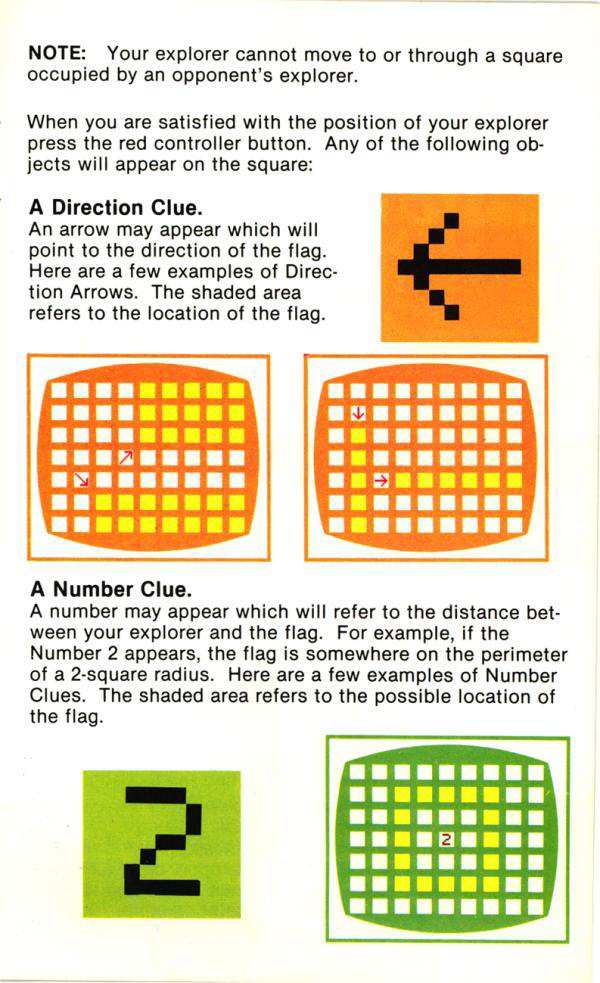 NOTE: Your explorer cannot move to or through a square
occupied by an opponent's explorer.
When you are satisfied with the position of your explorer
press the red controller button. Any of the following ob-
jects will appear on the square:
A Direction Clue.
An arrow may appear which will
point to the direction of the flag.
Here are a few examples of Direc-
tion Arrows. The shaded area
refers to the location of the flag.
A Number Clue.
A number may appear which will refer to the distance bet-
ween your explorer and the flag. For example, if the
Number 2 appears, the flag is somewhere on the perimeter
of a 2-square radius. Here are a few examples of Number
Clues. The shaded area refers to the possible location of
the flag.
2
2